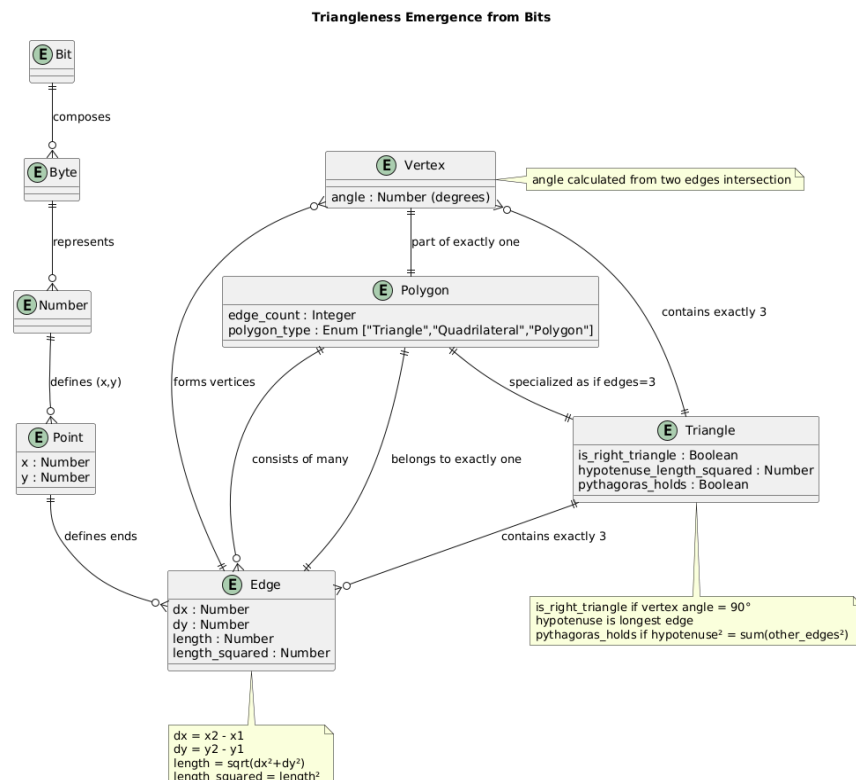 Triangleness Emergence from Bits
E Bit
composes
E Byte
E Vertex
angle : Number (degrees)
angle calculated from two edges intersection
represents
part of exactly one
E Number
E Polygon
edge_count : Integer
polygon_type : Enum ["Triangle","Quadrilateral","Polygon"]
contains exactly 3
defines (x,y)
forms vertices
specialized as if edges=3
E Point
x : Number
y : Number
E Triangle
is_right_triangle : Boolean
hypotenuse_length_squared : Number
pythagoras_holds : Boolean
consists of many
belongs to exactly one
defines ends
contains exactly 3
E Edge
dx : Number
dy : Number
length : Number
length_squared : Number
is_right_triangle if vertex angle = 90°
hypotenuse is longest edge
pythagoras_holds if hypotenuse² = sum(other_edges²)
dx = x2 - x1
dy = y2 - y1
length = sqrt(dx²+dy²)
length_squared = length²